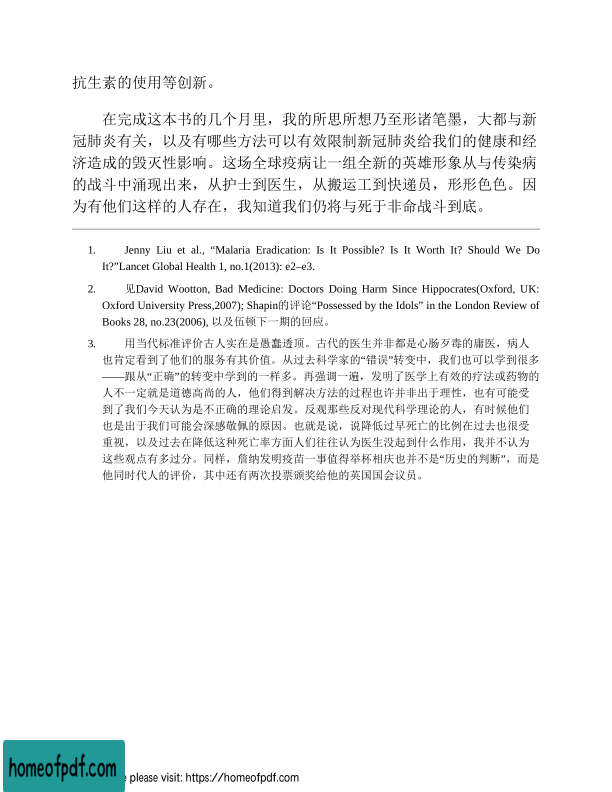 抗生素的使用等创新。
在完成这本书的几个月里，我的所思所想乃至形诸笔墨，大都与新
冠肺炎有关，以及有哪些方法可以有效限制新冠肺炎给我们的健康和经
济造成的毁灭性影响。这场全球疫病让一组全新的英雄形象从与传染病
的战斗中涌现出来，从护士到医生，从搬运工到快递员，形形色色。因
为有他们这样的人存在，我知道我们仍将与死于非命战斗到底。
1. Jenny Liu et al., “Malaria Eradication: Is It Possible? Is It Worth It? Should We Do
It?”Lancet Global Health 1, no.1(2013): e2–e3.
2. 见David Wootton, Bad Medicine: Doctors Doing Harm Since Hippocrates(Oxford, UK:
Oxford University Press,2007); Shapin的评论“Possessed by the Idols” in the London Review of
Books 28, no.23(2006), 以及伍顿下一期的回应。
3. 用当代标准评价古人实在是愚蠢透顶。古代的医生并非都是心肠歹毒的庸医，病人
也肯定看到了他们的服务有其价值。从过去科学家的“错误”转变中，我们也可以学到很多
——跟从“正确”的转变中学到的一样多。再强调一遍，发明了医学上有效的疗法或药物的
人不一定就是道德高尚的人，他们得到解决方法的过程也许并非出于理性，也有可能受
到了我们今天认为是不正确的理论启发。反观那些反对现代科学理论的人，有时候他们
也是出于我们可能会深感敬佩的原因。也就是说，说降低过早死亡的比例在过去也很受
重视，以及过去在降低这种死亡率方面人们往往认为医生没起到什么作用，我并不认为
这些观点有多过分。同样，詹纳发明疫苗一事值得举杯相庆也并不是“历史的判断”，而是
他同时代人的评价，其中还有两次投票颁奖给他的英国国会议员。
homeofpdf.com
please visit: https://homeofpdf.com